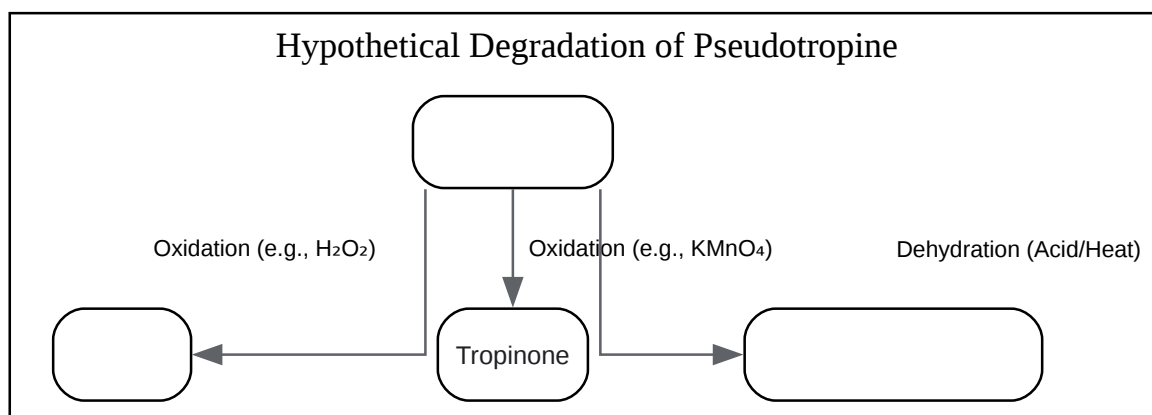 Hypothetical Degradation of Pseudotropine
Oxidation (e.g., H₂O₂)
Oxidation (e.g., KMnO₄)
Dehydration (Acid/Heat)
Tropinone